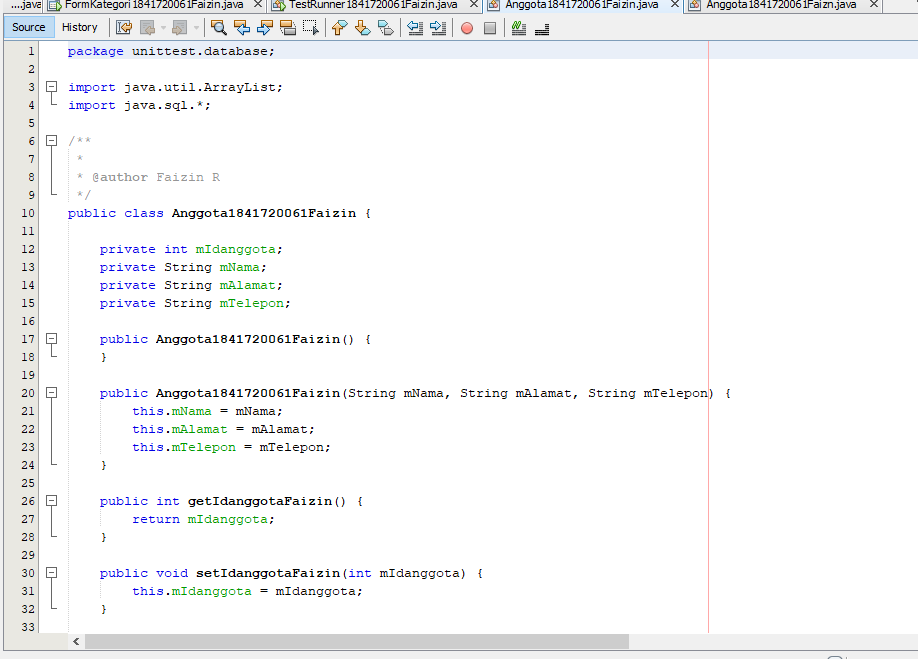 ....java FormKategori1841720061Faizin.java TestRunner1841720061Faizin.java Anggota1841720061Faizin.java Anggota1841720061Faizn.java
Source History
1 package unittest.database;
2
3 import java.util.ArrayList;
4 import java.sql.*;
5
6 /**
7 *
8 * @author Faizin R
9 */
10 public class Anggota1841720061Faizin {
11
12 private int mIdanggota;
13 private String mNama;
14 private String mAlamat;
15 private String mTelepon;
16
17 public Anggota1841720061Faizin() {
18 }
19
20 public Anggota1841720061Faizin(String mNama, String mAlamat, String mTelepon) {
21 this.mNama = mNama;
22 this.mAlamat = mAlamat;
23 this.mTelepon = mTelepon;
24 }
25
26 public int getIdanggotaFaizin() {
27 return mIdanggota;
28 }
29
30 public void setIdanggotaFaizin(int mIdanggota) {
31 this.mIdanggota = mIdanggota;
32 }
33